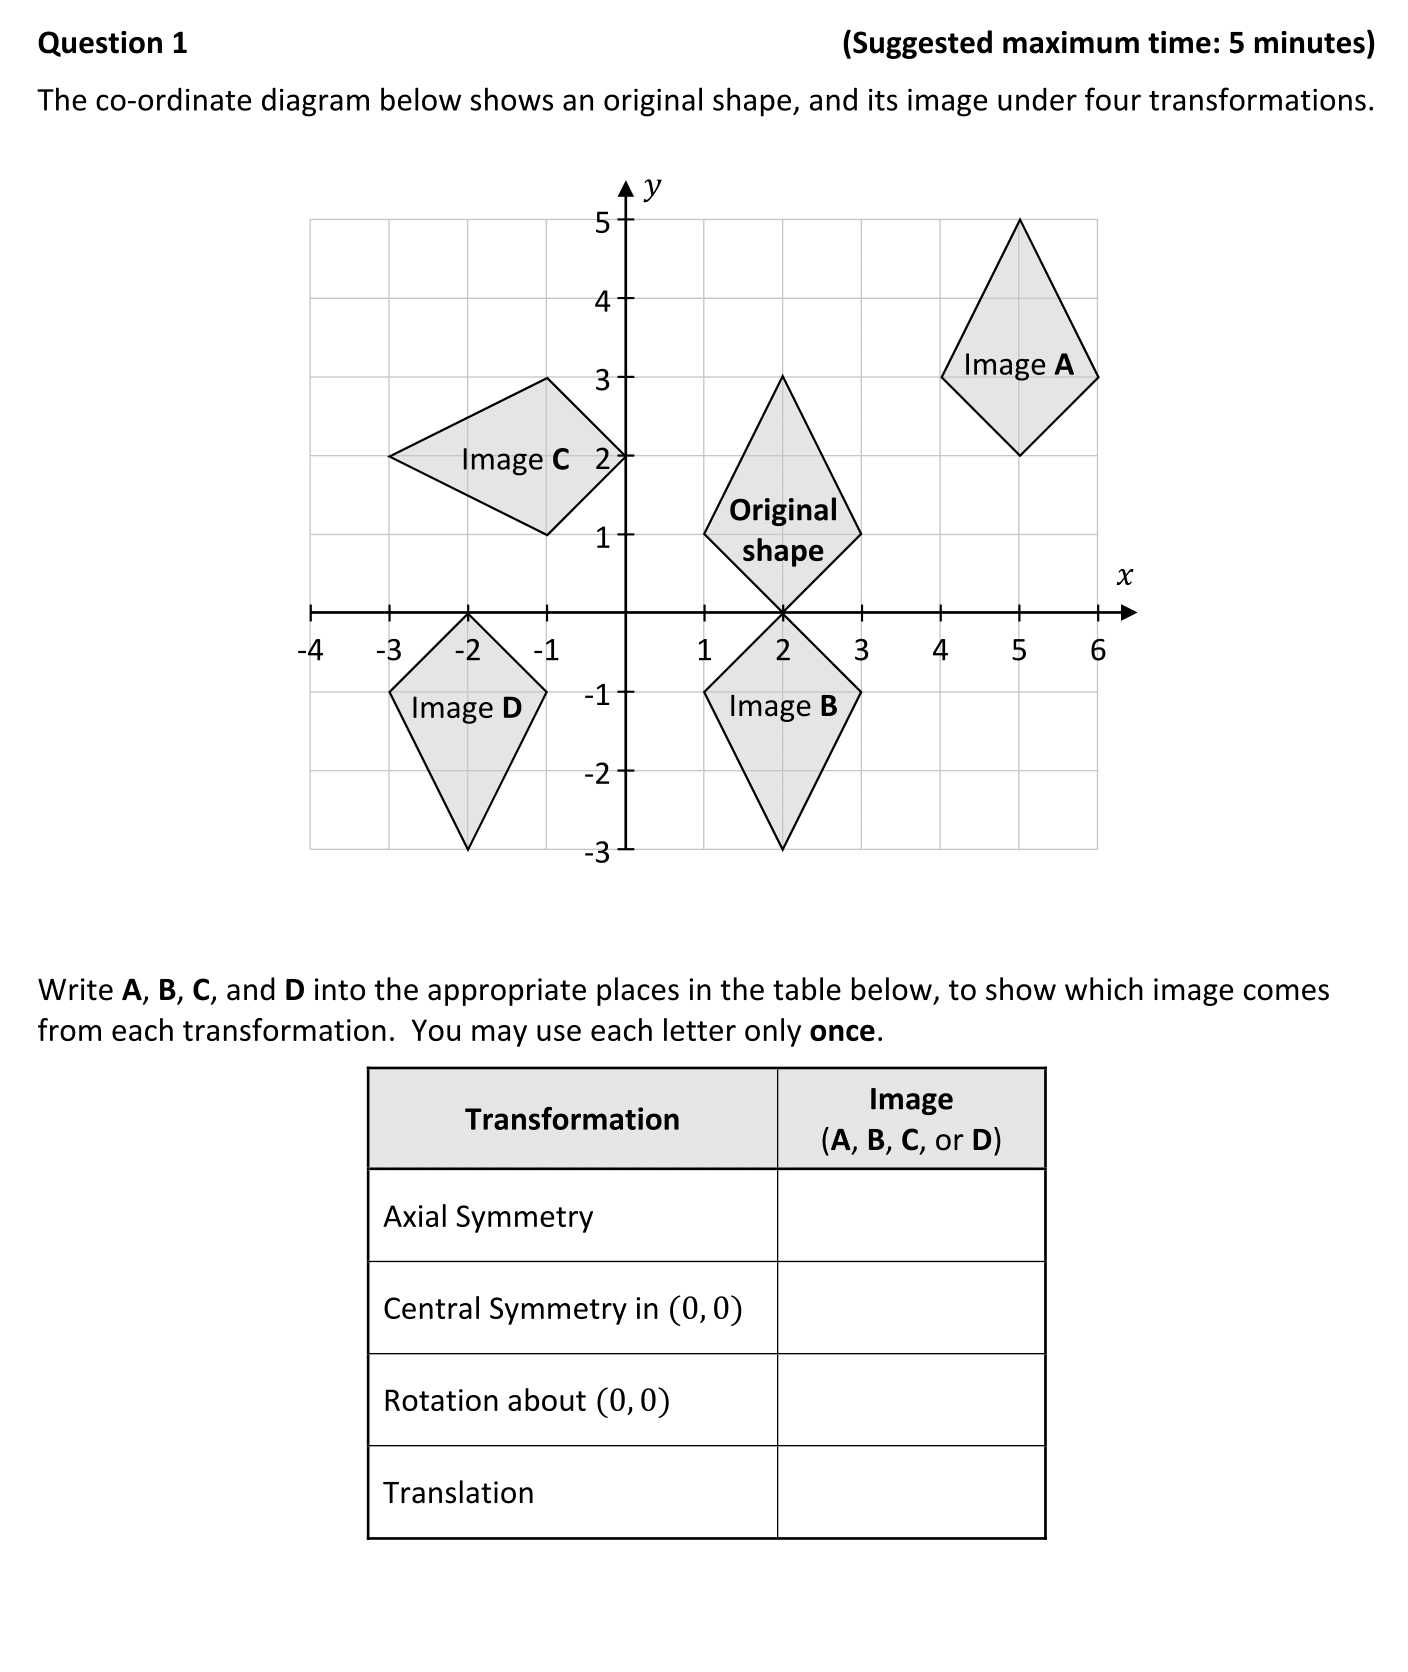 Question 1 (Suggested maximum time: 5 minutes)
The co-ordinate diagram below shows an original shape, and its image under four transformations.
y
5
4
3
2
1
-1
-2
-3
x
-4 -3 -2 -1 1 2 3 4 5 6
Image A
Image C
Original
shape
Image D
Image B
Write A, B, C, and D into the appropriate places in the table below, to show which image comes
from each transformation. You may use each letter only once.
Transformation
Image
(A, B, C, or D)
Axial Symmetry
Central Symmetry in (0, 0)
Rotation about (0, 0)
Translation